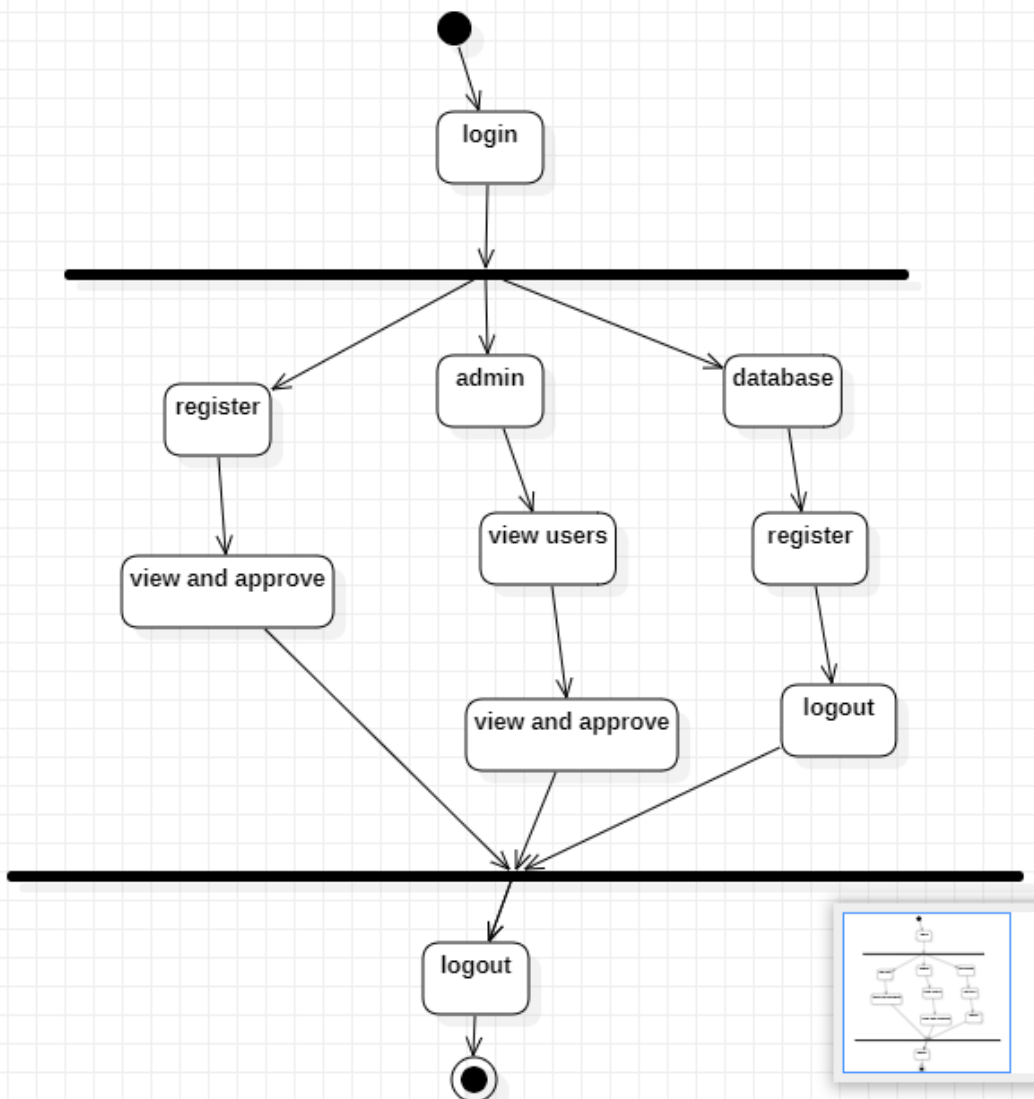 login
register
admin
database
view and approve
view users
register
view and approve
logout
logout